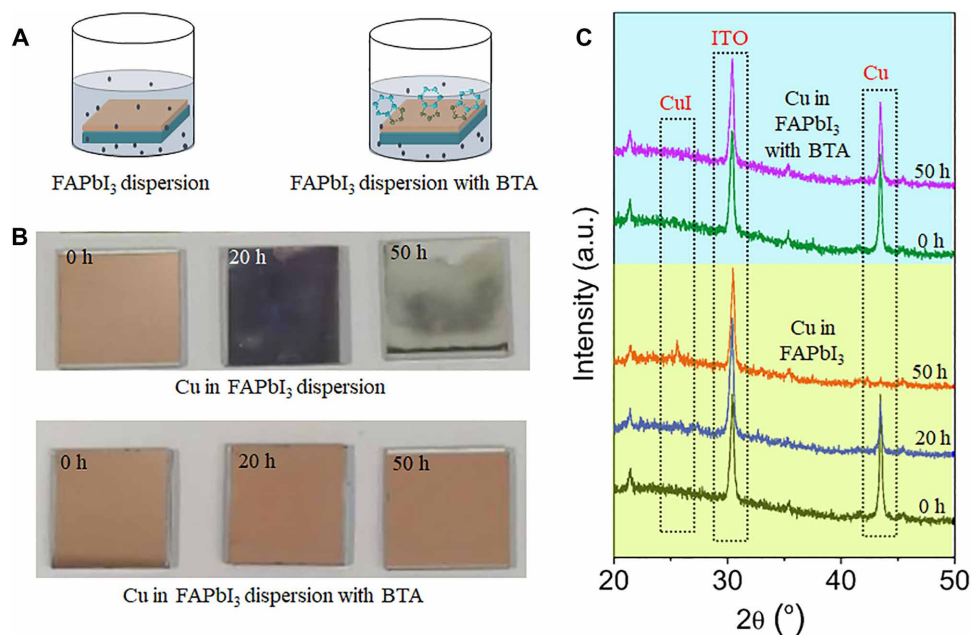 A
FAPbI₃ dispersion
FAPbI₃ dispersion with BTA
B
0 h
20 h
50 h
Cu in FAPbI₃ dispersion
0 h
20 h
50 h
Cu in FAPbI₃ dispersion with BTA
C
ITO
Cu
CuI
Cu in
FAPbI₃
with BTA
50 h
0 h
Cu in
FAPbI₃
50 h
20 h
0 h
Intensity (a.u.)
20
30
40
50
2θ (°)